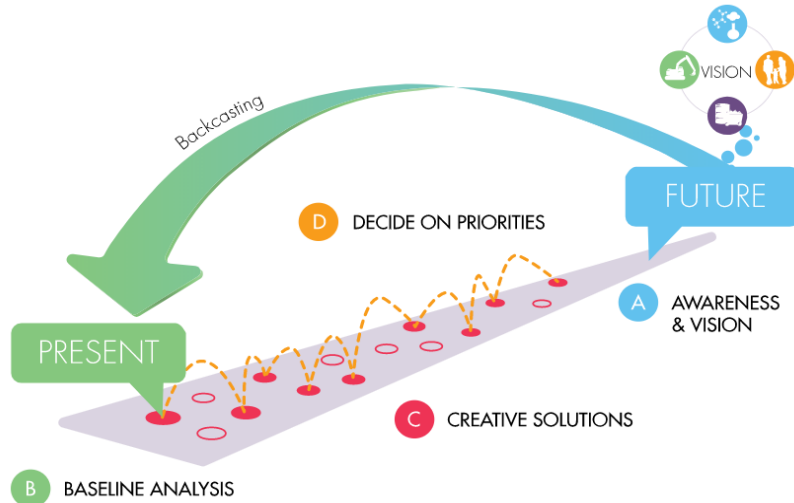 VISION
Backcasting
FUTURE
D DECIDE ON PRIORITIES
A AWARENESS
& VISION
PRESENT
C CREATIVE SOLUTIONS
B BASELINE ANALYSIS